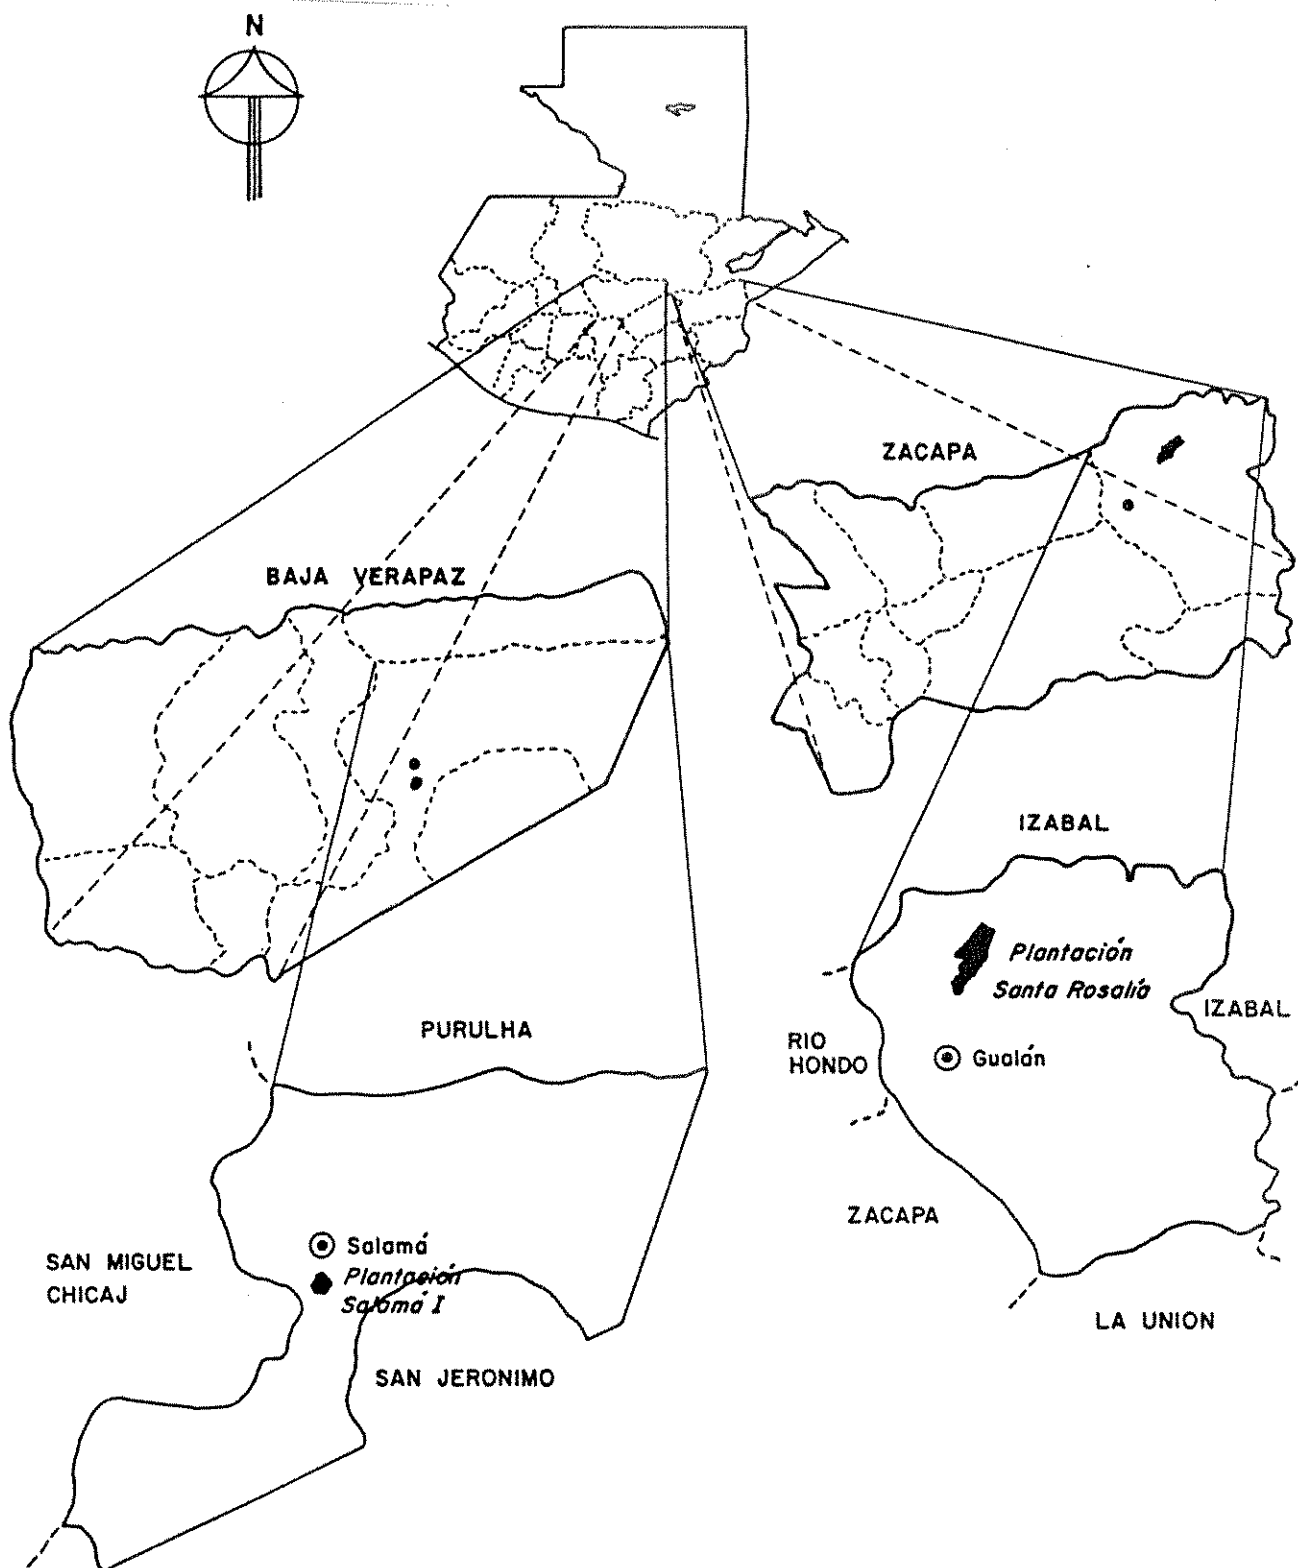 N
ZACAPA
BAJA VERAPAZ
IZABAL
Plantación
Santa Rosalía
IZABAL
PURULHA
RIO
HONDO
Gualán
ZACAPA
Salamá
SAN MIGUEL
CHICAJ
Plantación
Salamá I
LA UNION
SAN JERONIMO